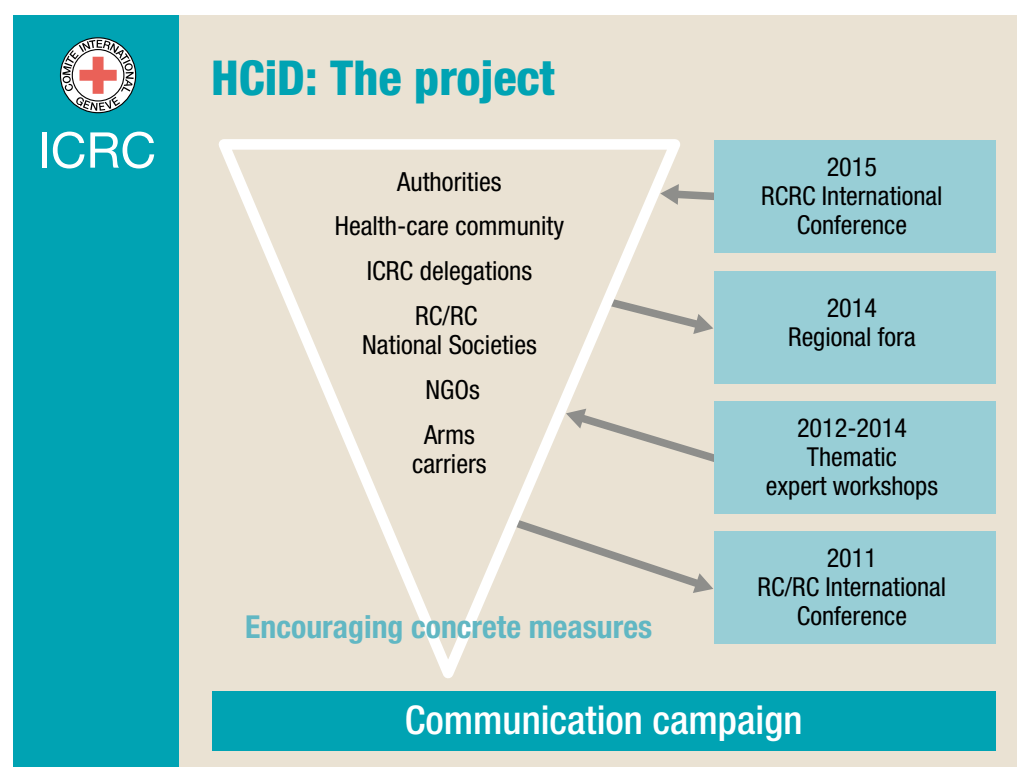 COMITE INTERNATIONAL
GENEVE
ICRC
HCiD: The project
Authorities
Health-care community
ICRC delegations
RC/RC
National Societies
NGOs
Arms
carriers
Encouraging concrete measures
2015
RCRC International
Conference
2014
Regional fora
2012-2014
Thematic
expert workshops
2011
RC/RC International
Conference
Communication campaign